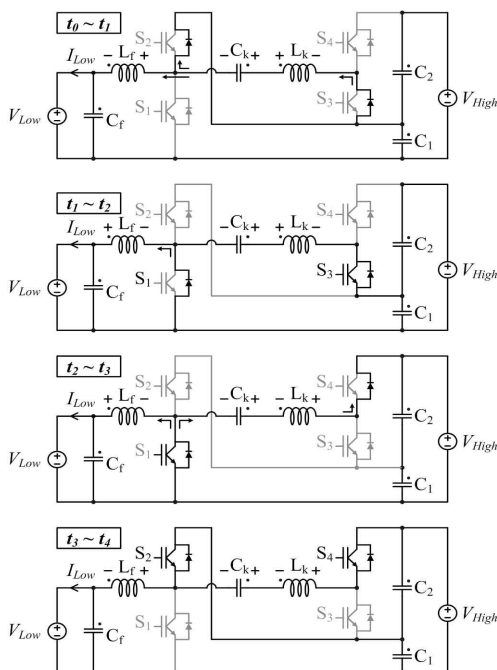 t0 ~ t1
S2
S4
ILow
− Lf +
− Ck +
+ Lk −
C2
VLow
Cf
S1
S3
C1
VHigh
t1 ~ t2
S2
S4
ILow
+ Lf −
− Ck +
+ Lk −
C2
VLow
Cf
S1
S3
C1
VHigh
t2 ~ t3
S2
S4
ILow
+ Lf −
− Ck +
− Lk +
C2
VLow
Cf
S1
S3
C1
VHigh
t3 ~ t4
S2
S4
ILow
− Lf +
− Ck +
− Lk +
C2
VLow
Cf
S1
S3
C1
VHigh